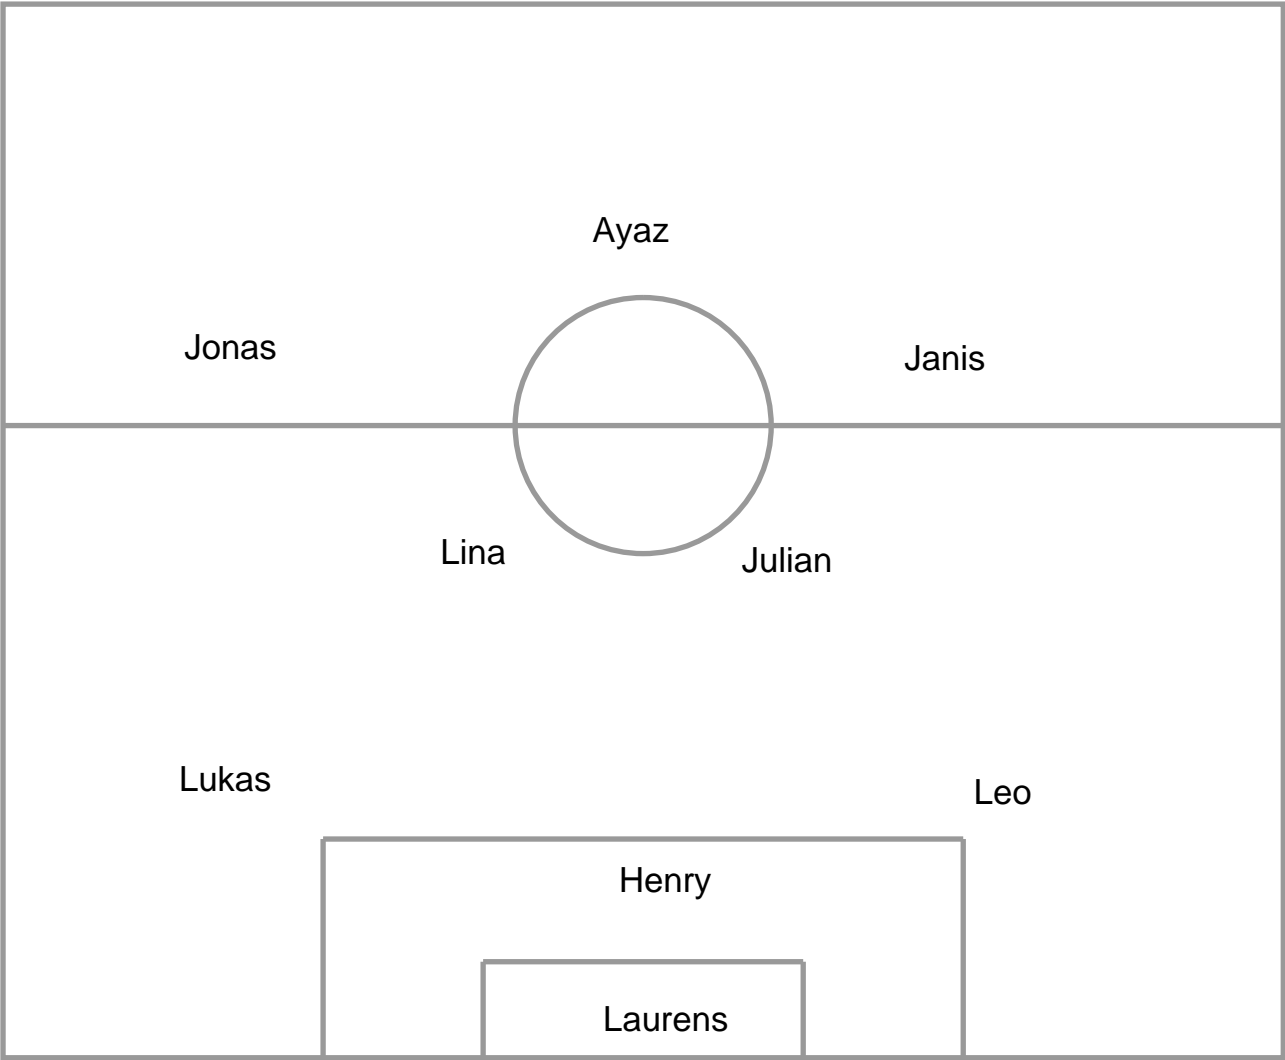 Ayaz
Jonas
Janis
Lina
Julian
Lukas
Leo
Henry
Laurens